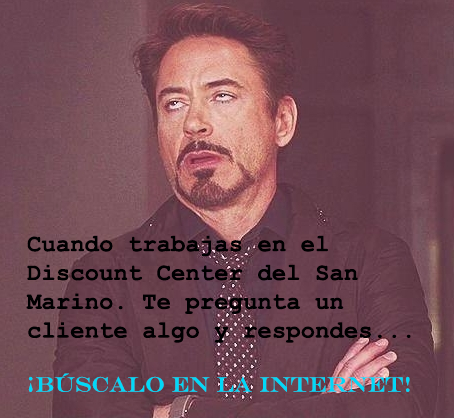 Cuando trabajas en el
Discount Center del San
Marino. Te pregunta un
cliente algo y respondes...
¡BÚSCALO EN LA INTERNET!